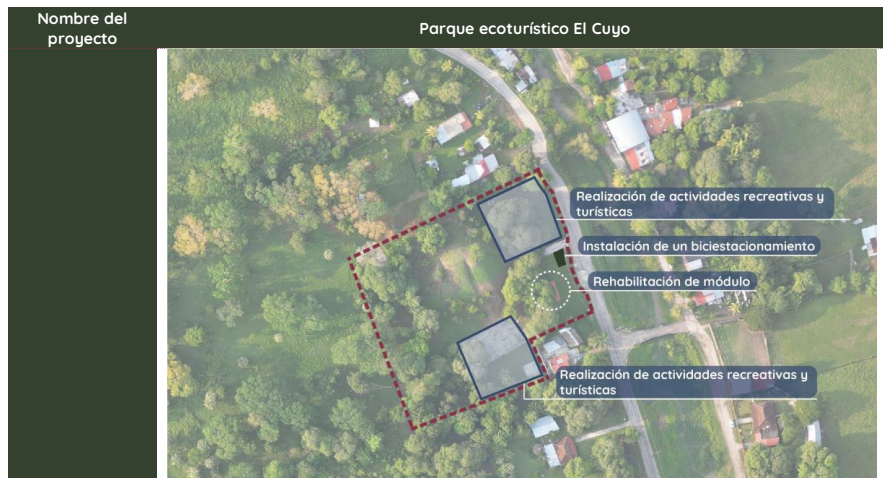 Nombre del
proyecto
Parque ecoturístico El Cuyo
Realización de actividades recreativas y
turísticas
Instalación de un biciestacionamiento
Rehabilitación de módulo
Realización de actividades recreativas y
turísticas